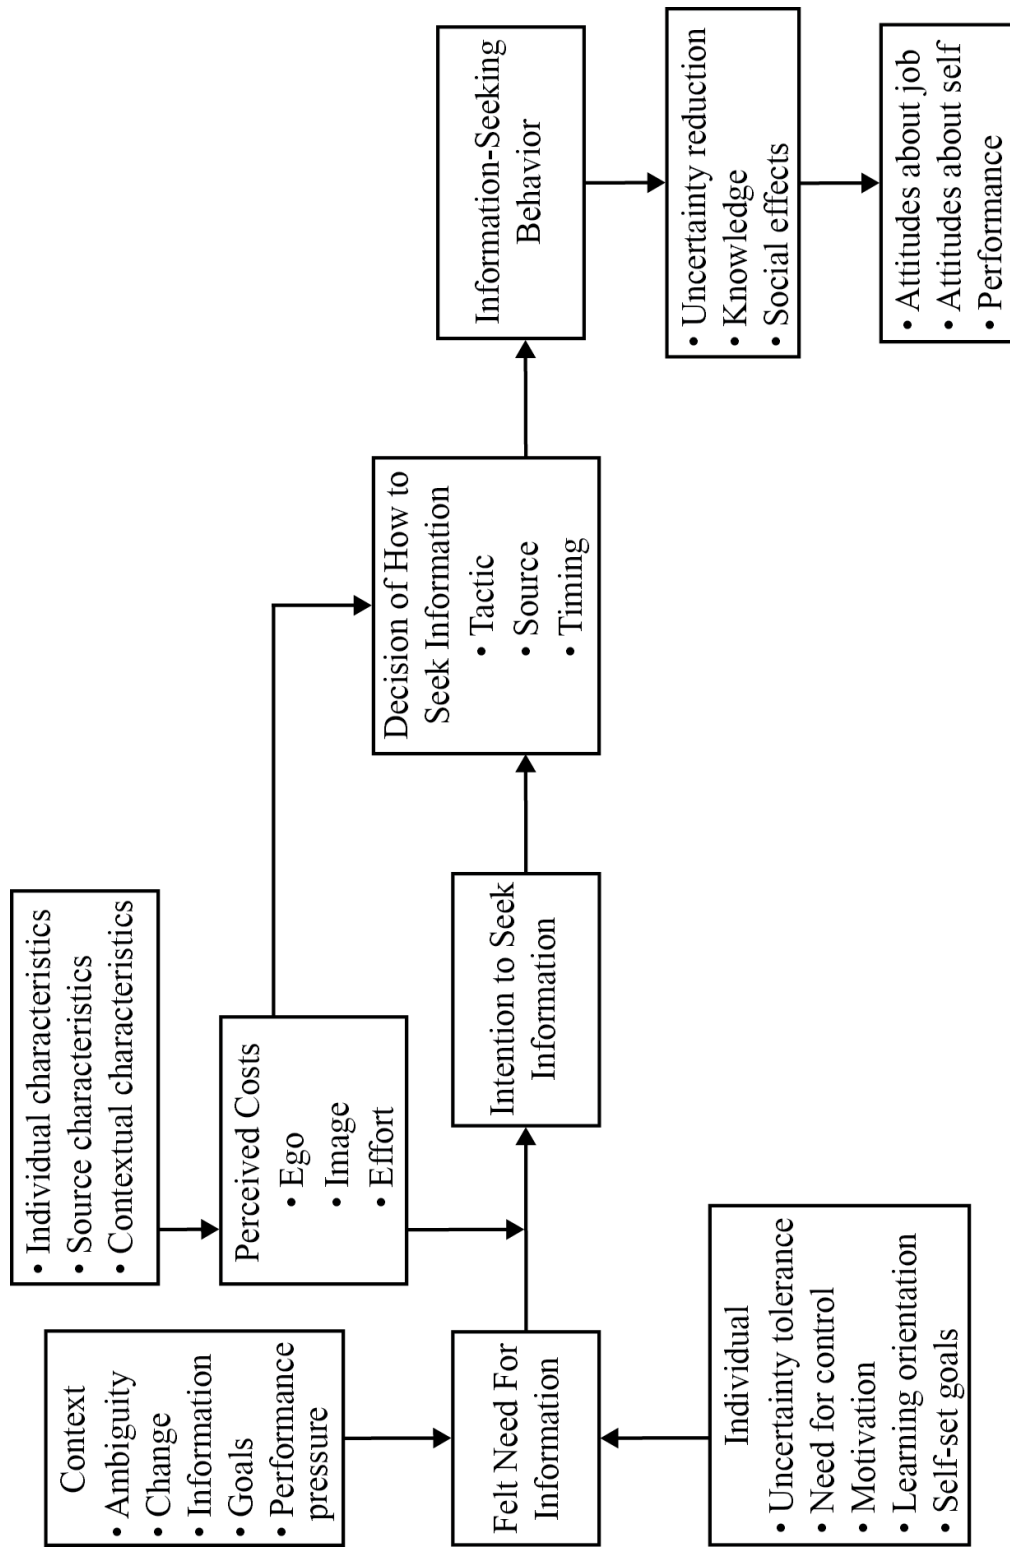 Context
• Ambiguity
• Change
• Information
• Goals
• Performance
pressure
• Individual characteristics
• Source characteristics
• Contextual characteristics
Perceived Costs
• Ego
• Image
• Effort
Felt Need For
Information
Individual
• Uncertainty tolerance
• Need for control
• Motivation
• Learning orientation
• Self-set goals
Intention to Seek
Information
Decision of How to
Seek Information
• Tactic
• Source
• Timing
Information-Seeking
Behavior
• Uncertainty reduction
• Knowledge
• Social effects
• Attitudes about job
• Attitudes about self
• Performance